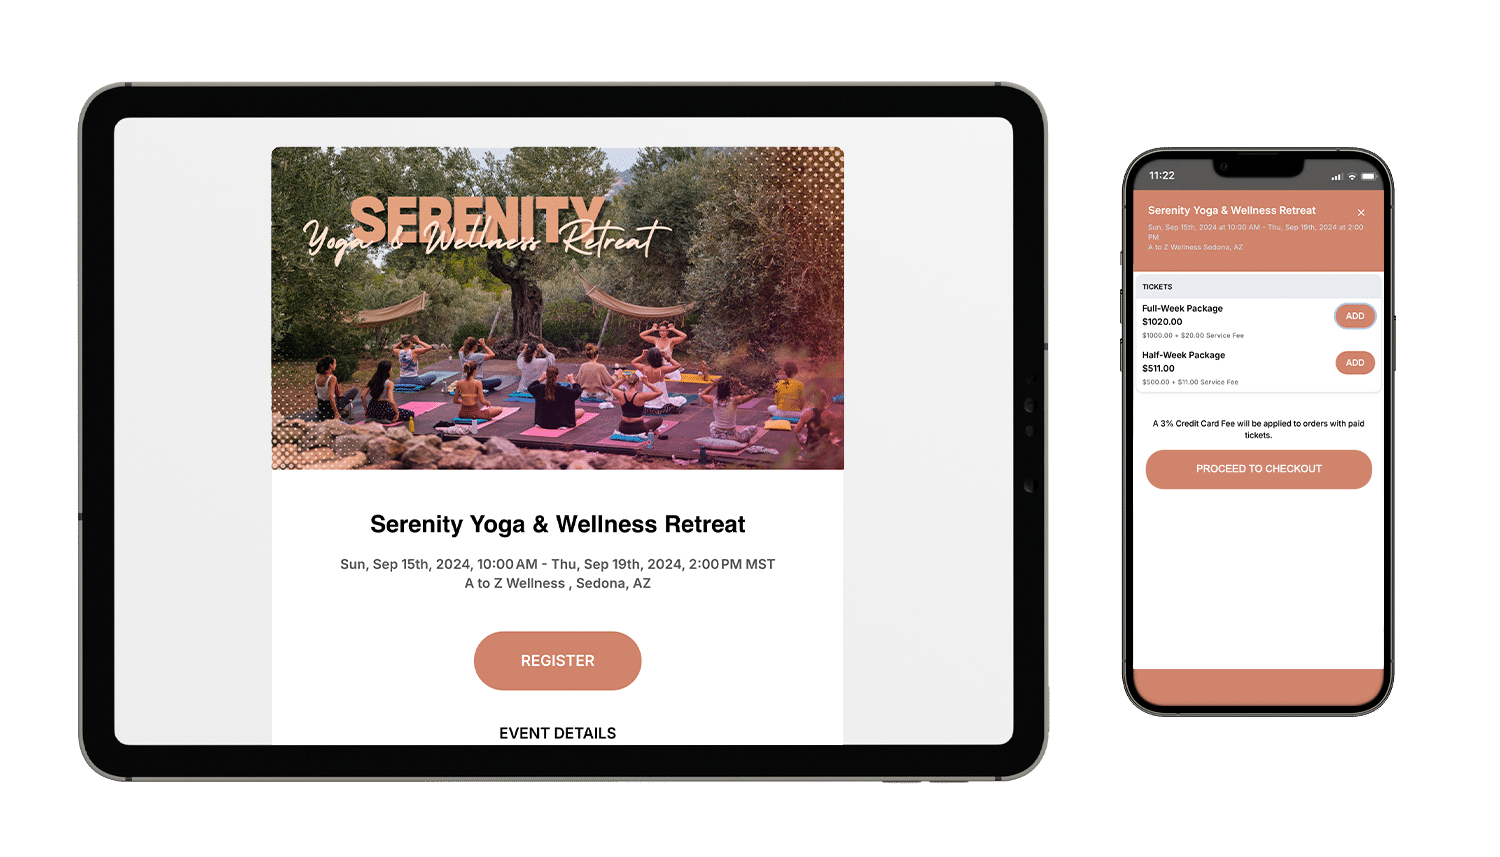 SERENITY
Yoga & Wellness Retreat
Serenity Yoga & Wellness Retreat
Sun, Sep 15th, 2024, 10:00 AM - Thu, Sep 19th, 2024, 2:00 PM MST
A to Z Wellness , Sedona, AZ
REGISTER
EVENT DETAILS
11:22
Serenity Yoga & Wellness Retreat
Sun, Sep 15th, 2024 at 10:00 AM - Thu, Sep 19th, 2024 at 2:00
PM
A to Z Wellness Sedona, AZ
TICKETS
Full-Week Package
$1020.00
ADD
$1000.00 + $20.00 Service Fee
Half-Week Package
$511.00
ADD
$500.00 + $11.00 Service Fee
A 3% Credit Card Fee will be applied to orders with paid
tickets.
PROCEED TO CHECKOUT